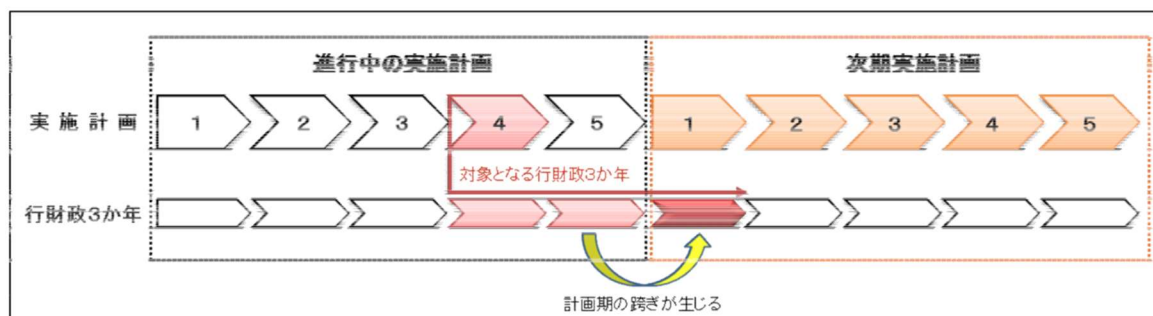 進行中の実施計画 次期実施計画
実施計画 1 2 3 4 5 1 2 3 4 5
対象となる行財政3か年
行財政3か年
計画期の跨ぎが生じる